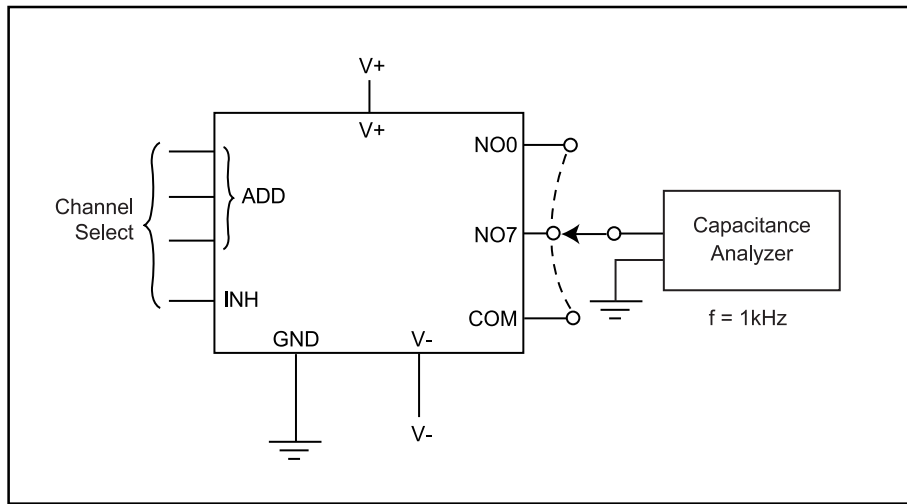 V+
V+
NO0
ADD
Channel
Select
NO7
Capacitance
Analyzer
INH
COM
f = 1kHz
GND
V-
V-